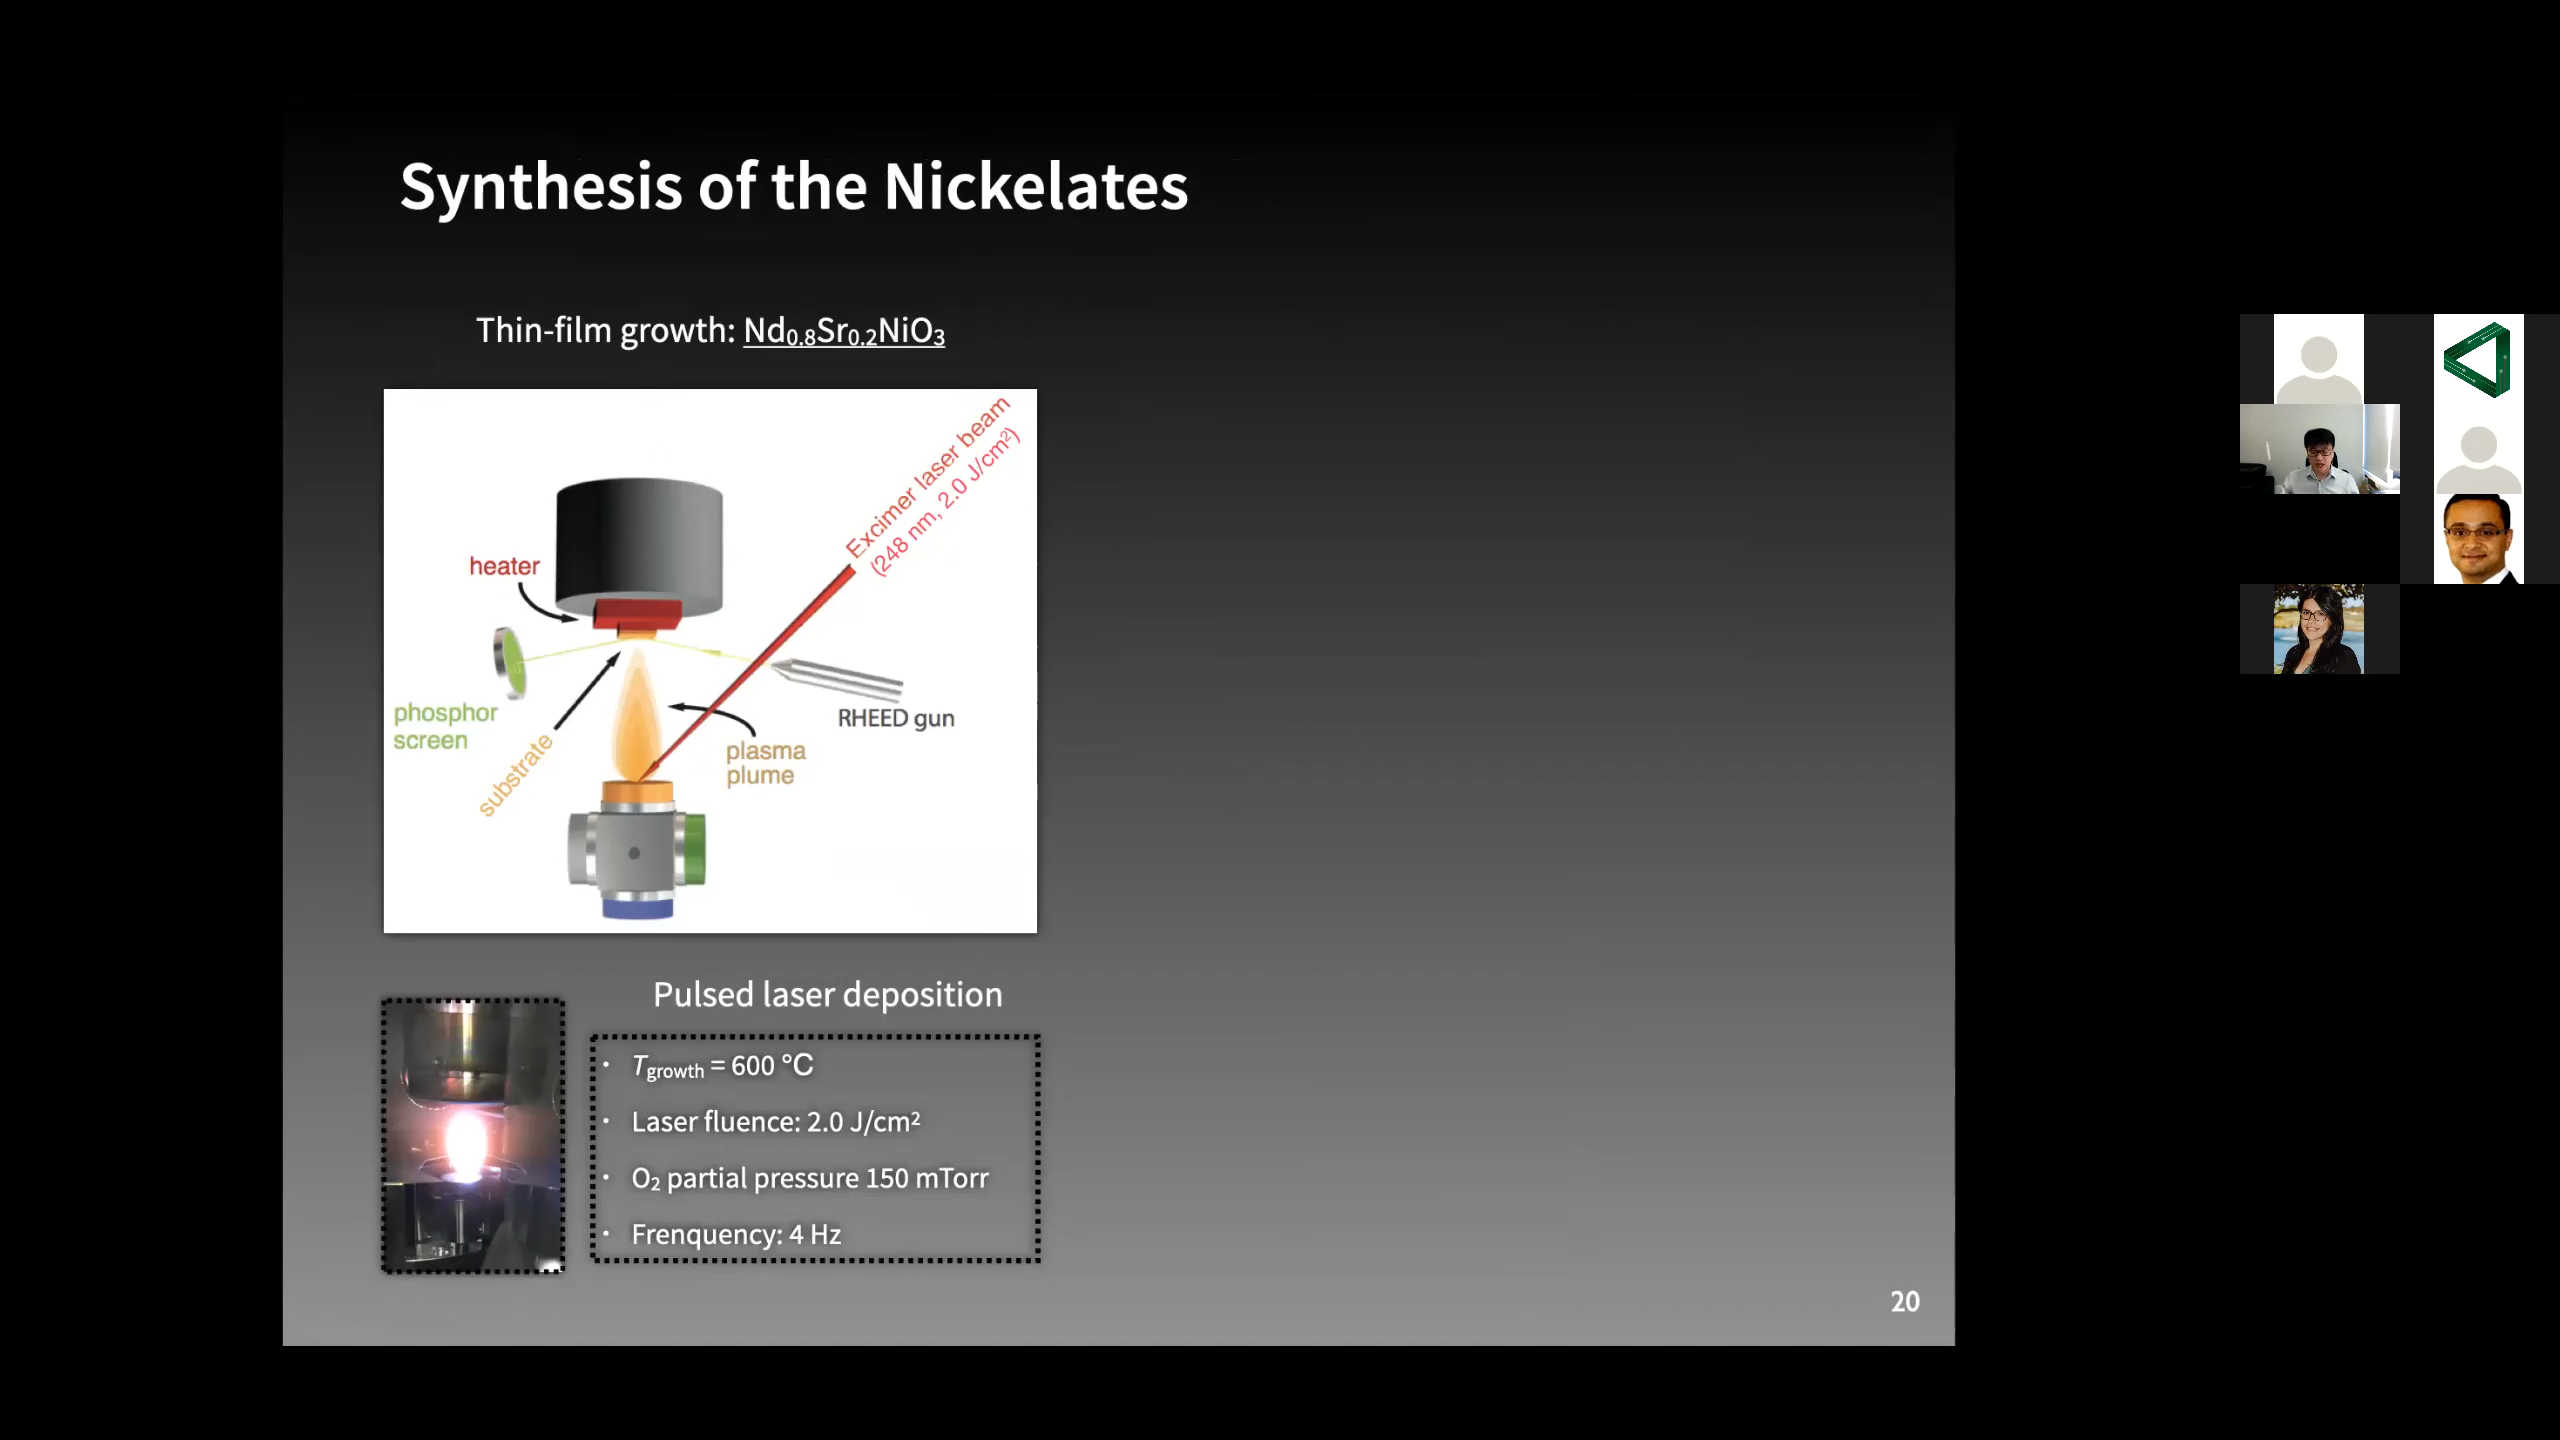 Synthesis of the Nickelates
Thin-film growth: Nd₀.₈Sr₀.₂NiO₃
Excimer laser beam
(248 nm, 2.0 J/cm²)
heater
phosphor
screen
substrate
RHEED gun
plasma
plume
Pulsed laser deposition
• Tgrowth = 600 °C
• Laser fluence: 2.0 J/cm²
• O₂ partial pressure 150 mTorr
• Frenquency: 4 Hz
20